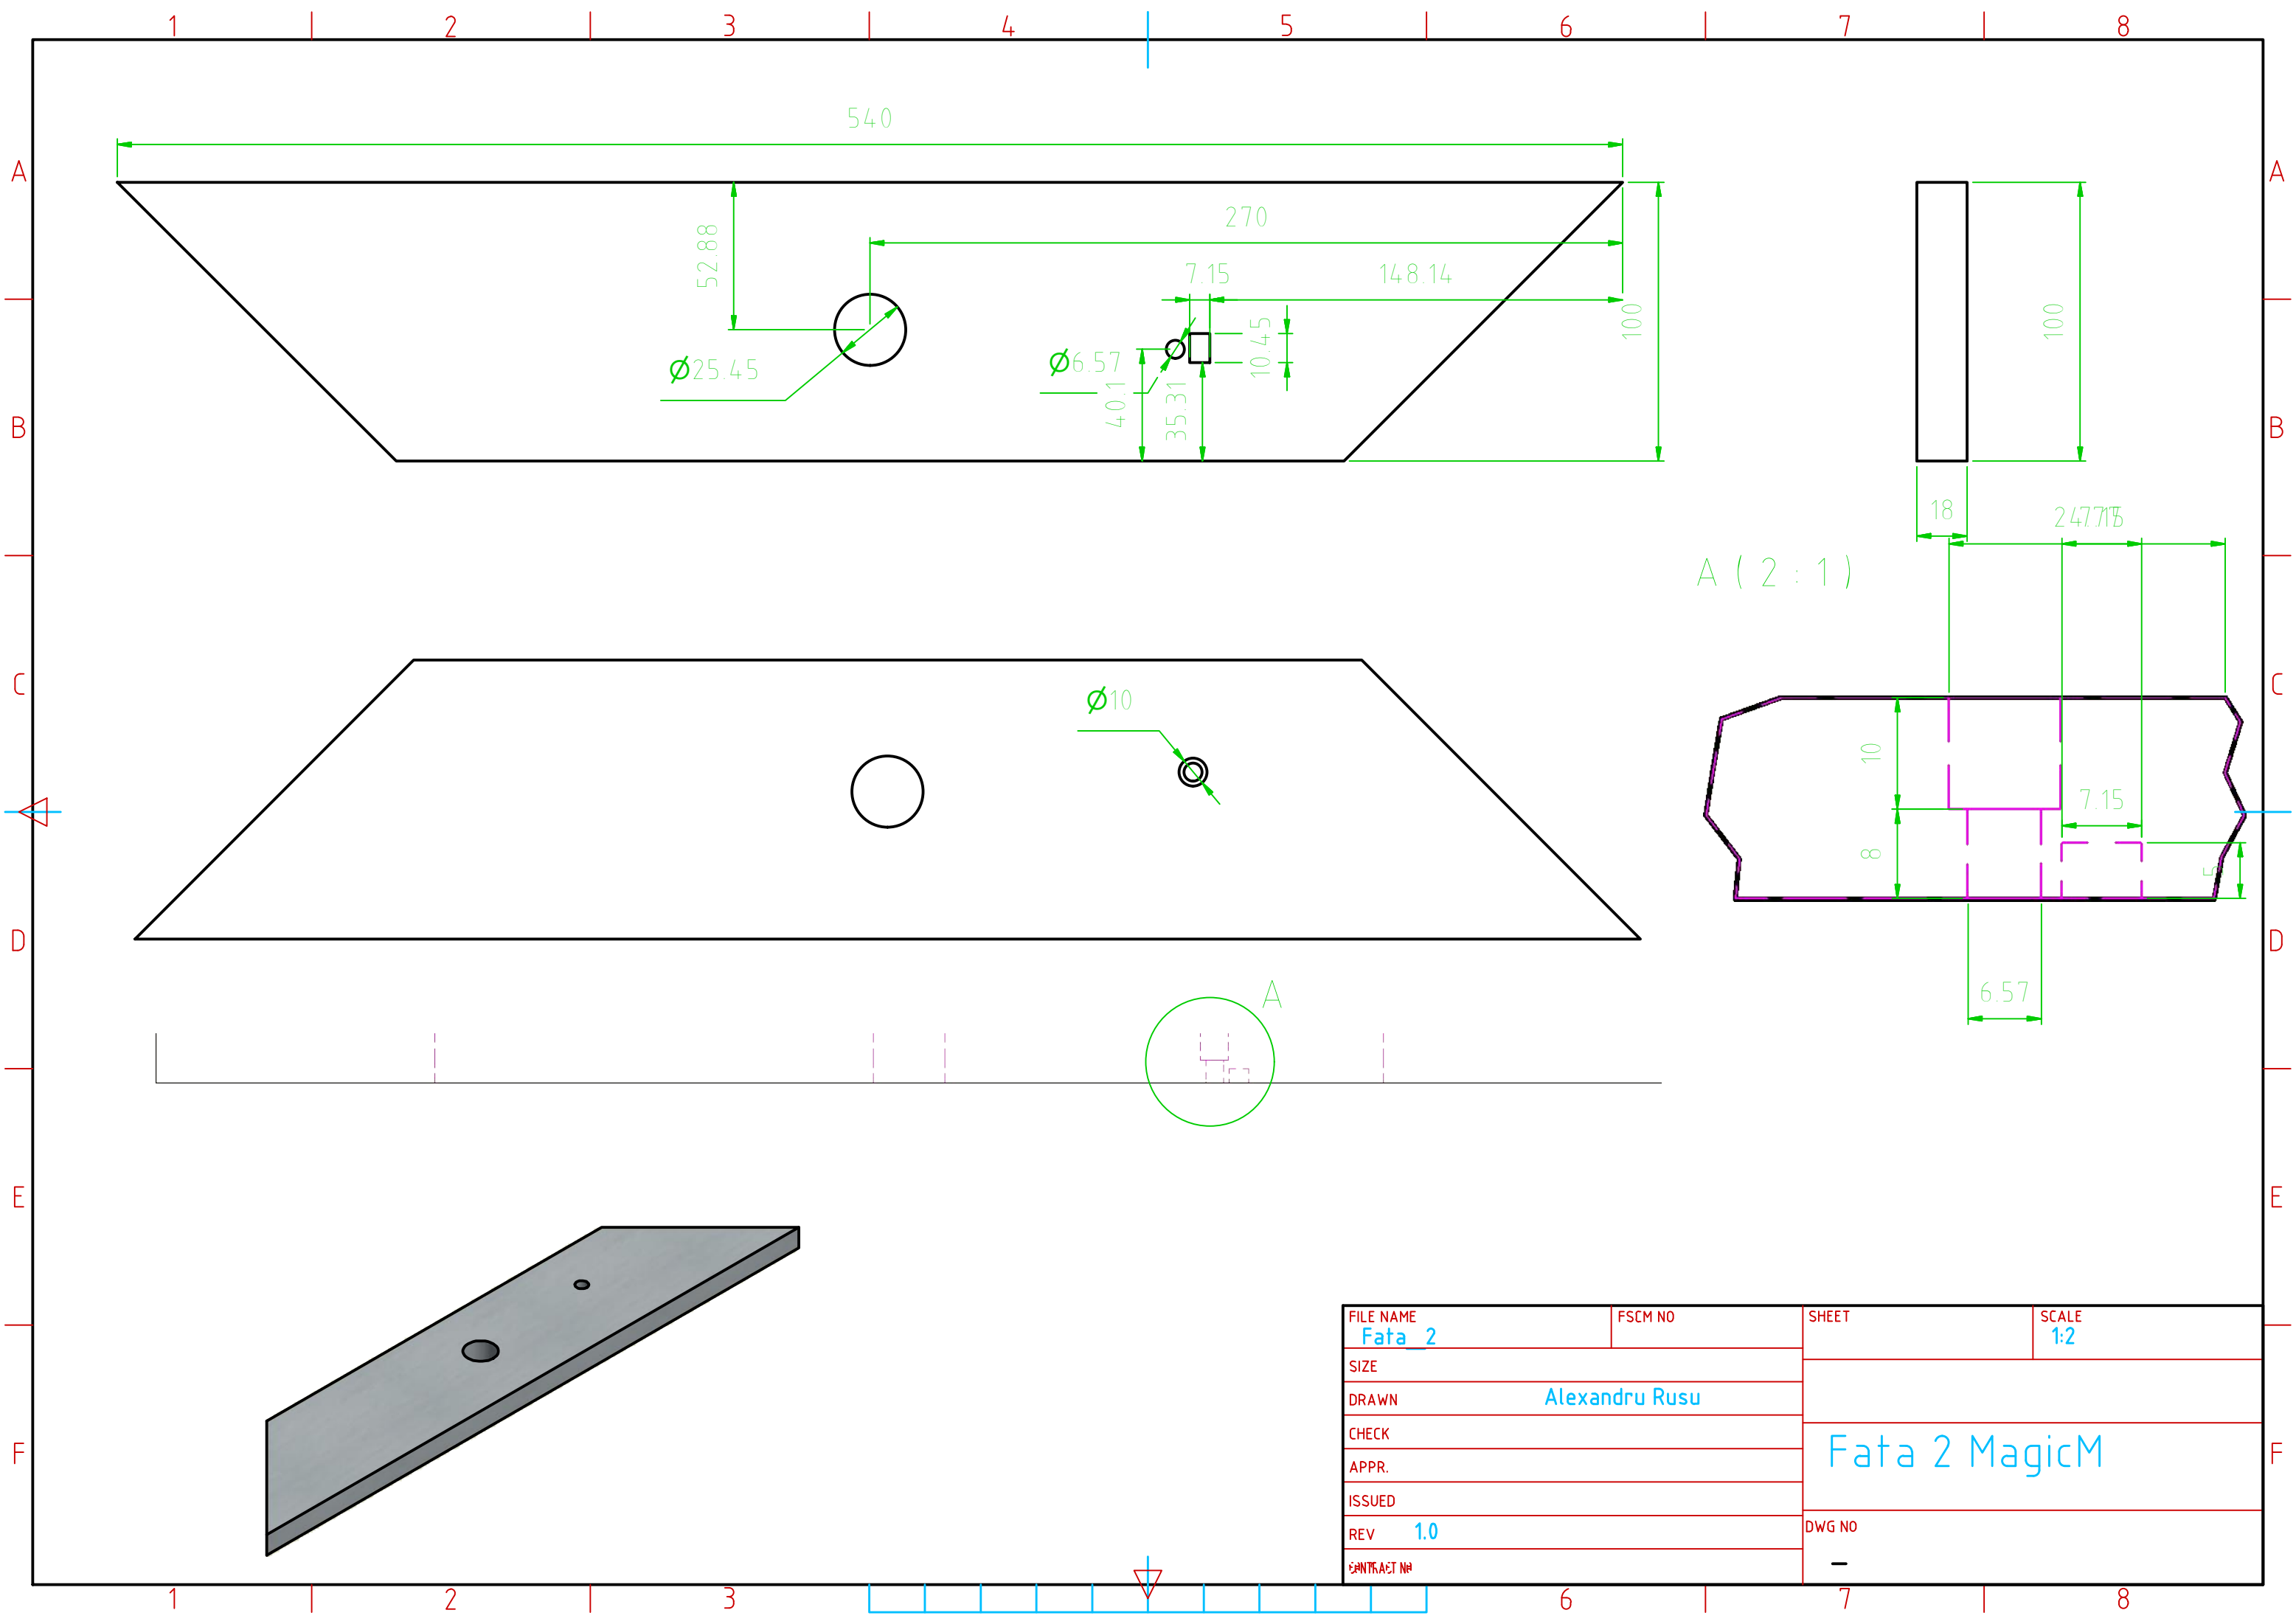 1 2 3 4 5 6 7 8
540
A A
270
52.88
7.15 148.14
100 100
10.45
Ø6.57
Ø25.45
40.1
35.31
B B
18
A ( 2 : 1 )
C C
Ø10
10
7.15
8
5
D D
A
6.57
E E
FILE NAME FSCM NO SHEET SCALE
Fata_2 1:2
SIZE
DRAWN Alexandru Rusu
CHECK
F F
Fata 2 MagicM
APPR.
ISSUED
REV 1.0
DWG NO
–
1 2 3 6 7 8